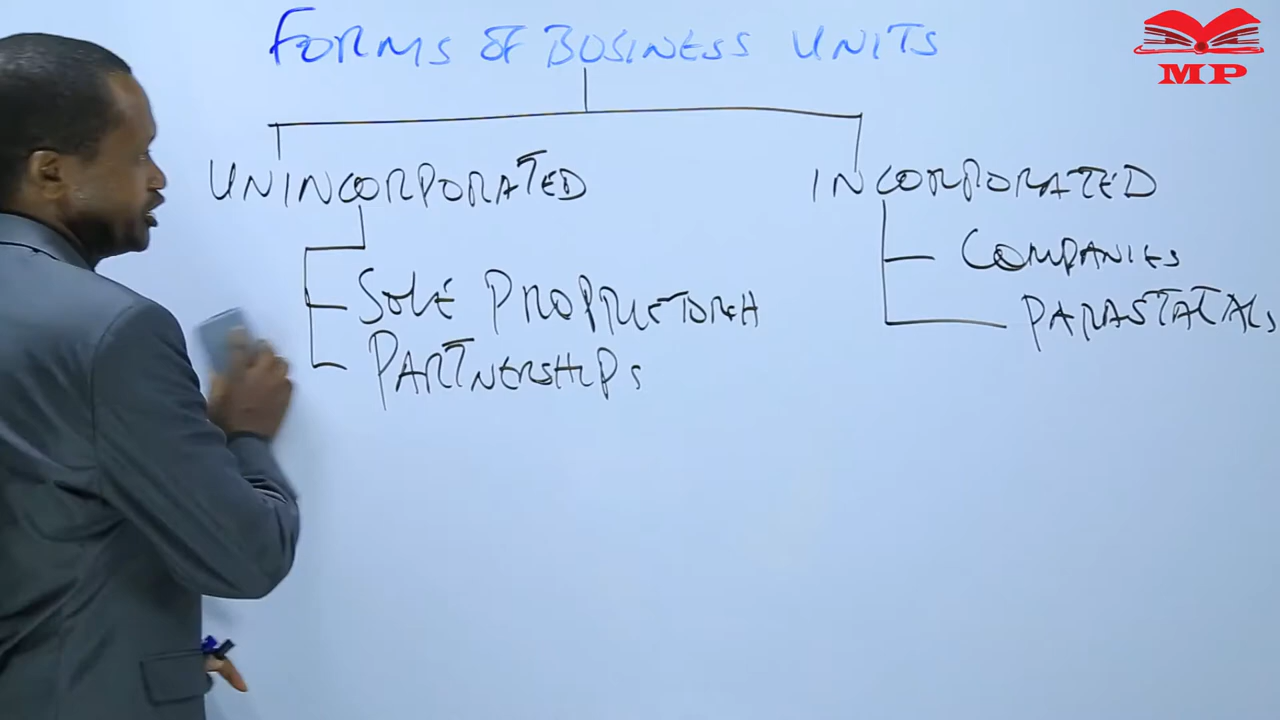 FORMS OF BUSINESS UNITS
MP
UNINCORPORATED
INCORPORATED
SOLE PROPRIETORSH
PARTNERSHIPS
COMPANIES
PARASTATALS